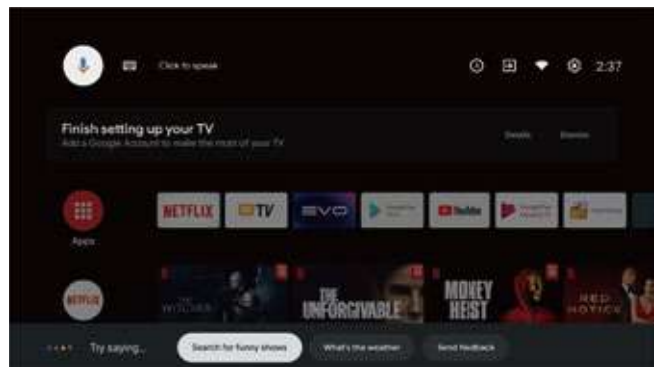 Click to speak
2:37
Finish setting up your TV
Add a Google Account to make the most of your TV
Details
Dismiss
NETFLIX
TV
EVO
YouTube
Apps
NETFLIX
THE WITCHER
THE UNFORGIVABLE
MONEY HEIST
RED NOTICE
Try saying...
Search for funny shows
What's the weather
Send feedback